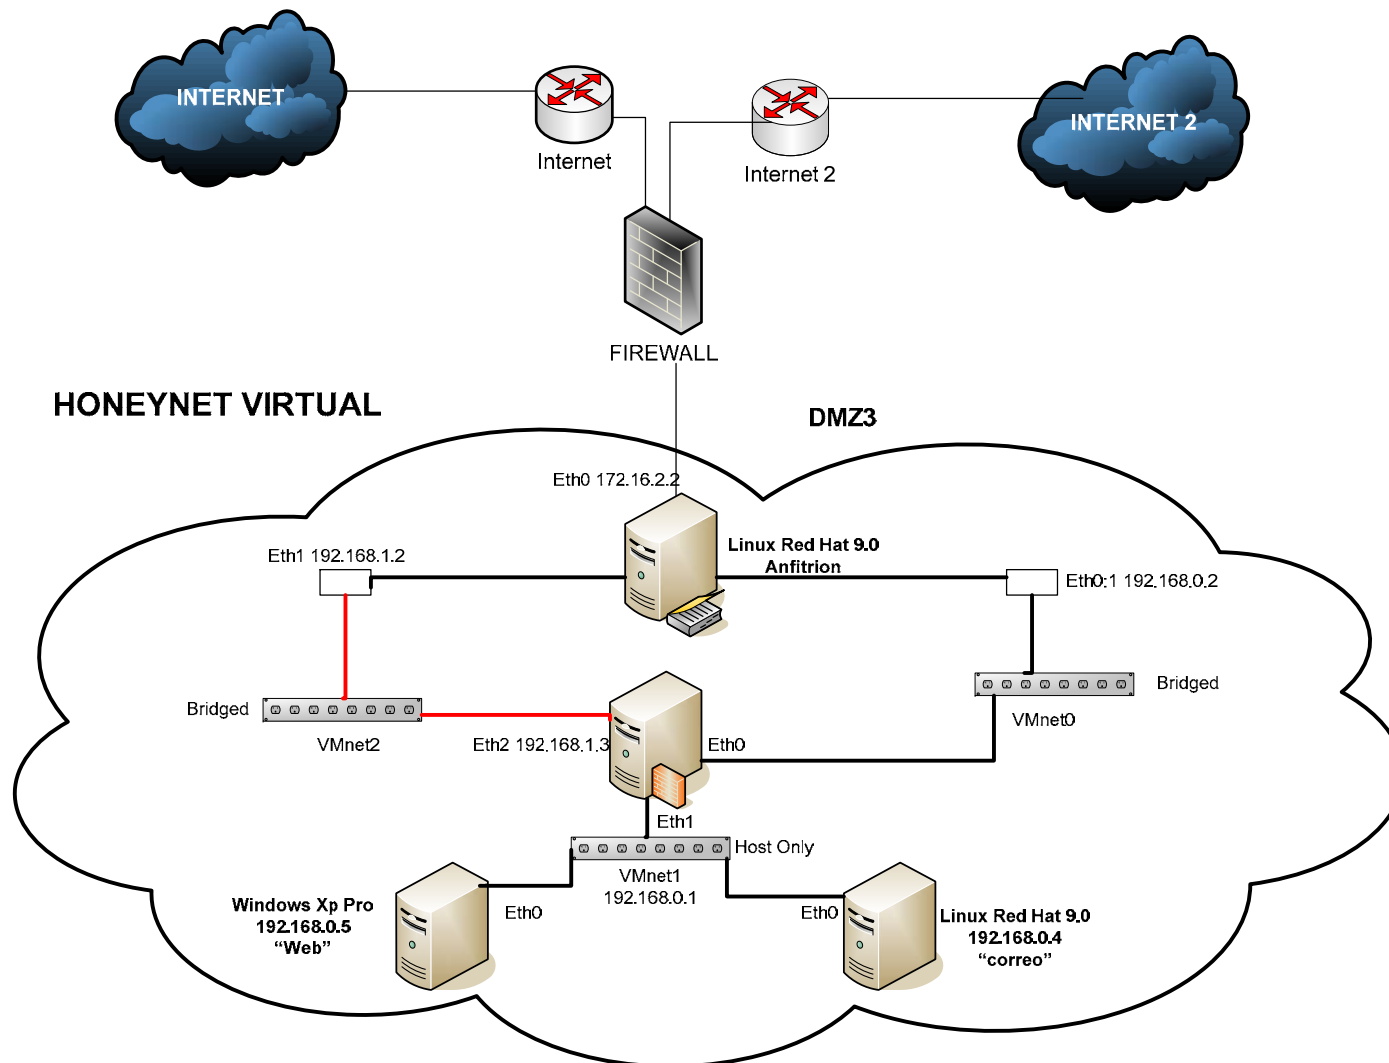 INTERNET
INTERNET 2
Internet
Internet 2
FIREWALL
HONEYNET VIRTUAL
DMZ3
Eth0 172.16.2.2
Linux Red Hat 9.0
Anfitrion
Eth1 192.168.1.2
Eth0:1 192.168.0.2
Bridged
VMnet2
Eth2 192.168.1.3
Eth0
Bridged
VMnet0
Eth1
Host Only
VMnet1
192.168.0.1
Windows Xp Pro
192.168.0.5
“Web”
Eth0
Eth0
Linux Red Hat 9.0
192.168.0.4
“correo”